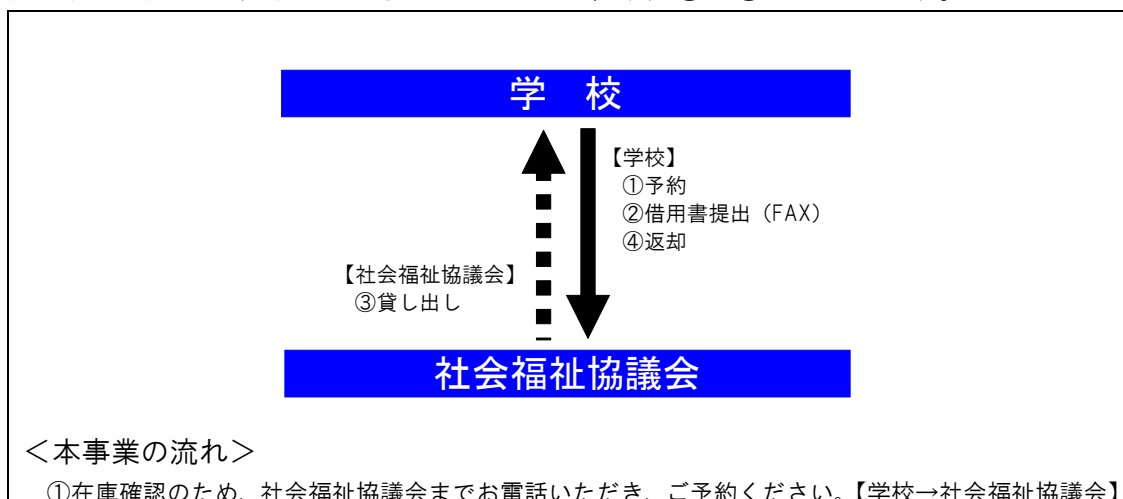 学 校
【学校】
①予約
②借用書提出（FAX）
④返却
【社会福祉協議会】
③貸し出し
社会福祉協議会
＜本事業の流れ＞
①在庫確認のため、社会福祉協議会までお電話いただき、ご予約ください。【学校→社会福祉協議会】